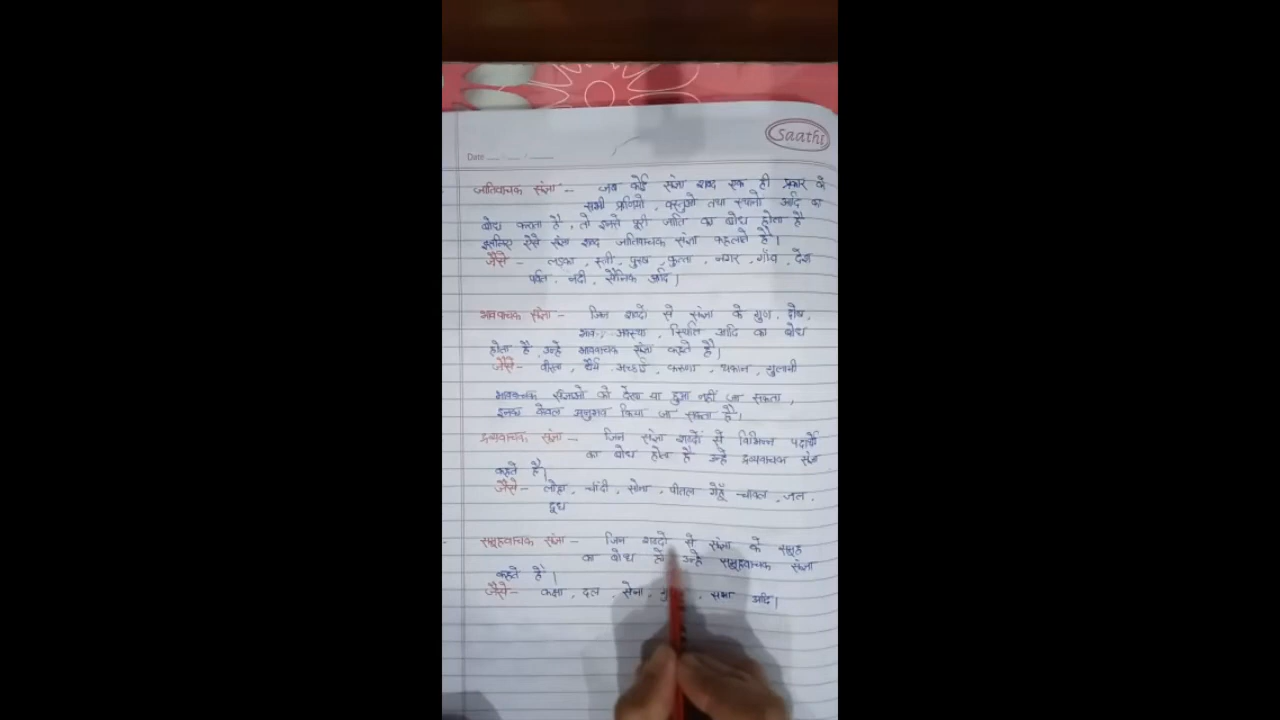 saathi
Date
जातिवाचक संज्ञा - जब कोई संज्ञा शब्द एक ही प्रकार के
सभी प्राणियो, वस्तुओ तथा स्थानो आदि का
बोध कराता है, तो इनसे पूरी जाति का बोध होता है
इसलिए ऐसे संज्ञा शब्द जातिवाचक संज्ञा कहलाते है।
जैसे - लड़का, स्त्री, पुरुष, कुत्ता, नगर, गाँव, देश
पर्वत, नदी, सैनिक आदि।
भाववाचक संज्ञा - जिन शब्दों से संज्ञा के गुण, दोष,
भाव, अवस्था, स्थिति आदि का बोध
होता है, उन्हे भाववाचक संज्ञा कहते है।
जैसे - वीरता, धैर्य, अच्छाई, करुणा, थकान, गुलामी
भाववाचक संज्ञाओ को देखा या छुआ नहीं जा सकता,
इनका केवल अनुभव किया जा सकता है।
द्रव्यवाचक संज्ञा - जिन संज्ञा शब्दों से विभिन्न पदार्थो
का बोध होता है उन्हे द्रव्यवाचक संज्ञा
कहते है।
जैसे - लोहा, चांदी, सोना, पीतल गेहूँ चावल, जल,
दूध
समूहवाचक संज्ञा - जिन शब्दो से संज्ञा के समूह
का बोध हो उन्हे समूहवाचक संज्ञा
कहते है।
जैसे - कक्षा, दल, सेना, सभा आदि।